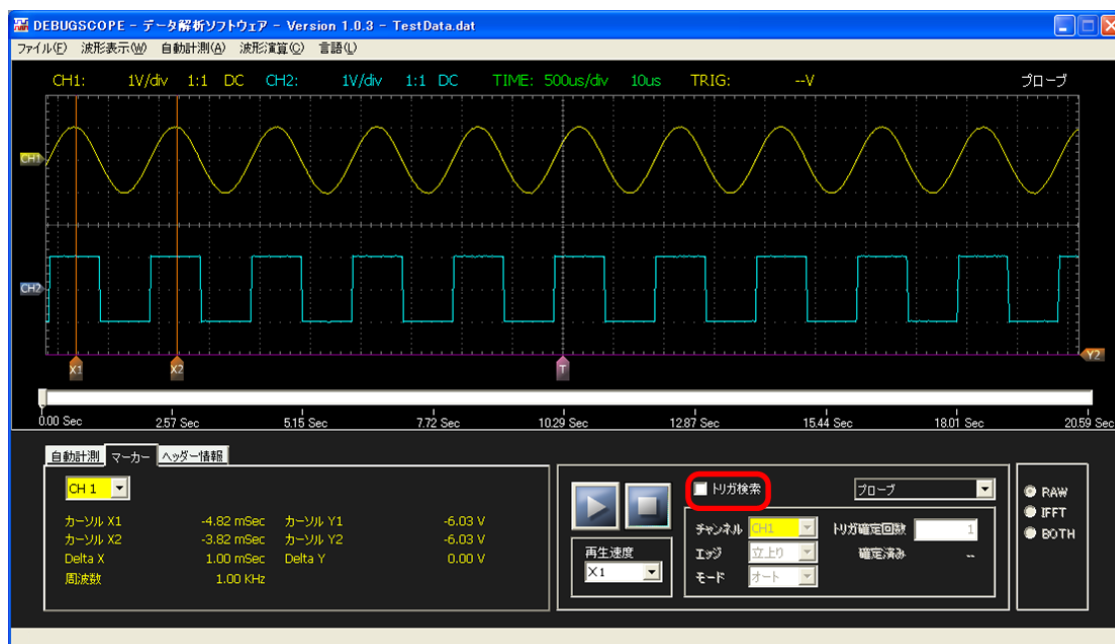 DEBUGSCOPE - データ解析ソフトウェア - Version 1.0.3 - TestData.dat
ファイル(F) 波形表示(W) 自動計測(A) 波形演算(C) 言語(L)
CH1: 1V/div 1:1 DC CH2: 1V/div 1:1 DC TIME: 500us/div 10us TRIG: --V プローブ
CH1
CH2
Y2
X1 X2 T
0.00 Sec 2.57 Sec 5.15 Sec 7.72 Sec 10.29 Sec 12.87 Sec 15.44 Sec 18.01 Sec 20.59 Sec
自動計測 マーカー ヘッダー情報
CH 1
カーソル X1 -4.82 mSec カーソル Y1 -6.03 V
カーソル X2 -3.82 mSec カーソル Y2 -6.03 V
Delta X 1.00 mSec Delta Y 0.00 V
周波数 1.00 KHz
再生速度
X1
トリガ検索 プローブ
チャンネル CH1 トリガ確定回数 1
エッジ 立上り 確定済み --
モード オート
RAW
IFFT
BOTH